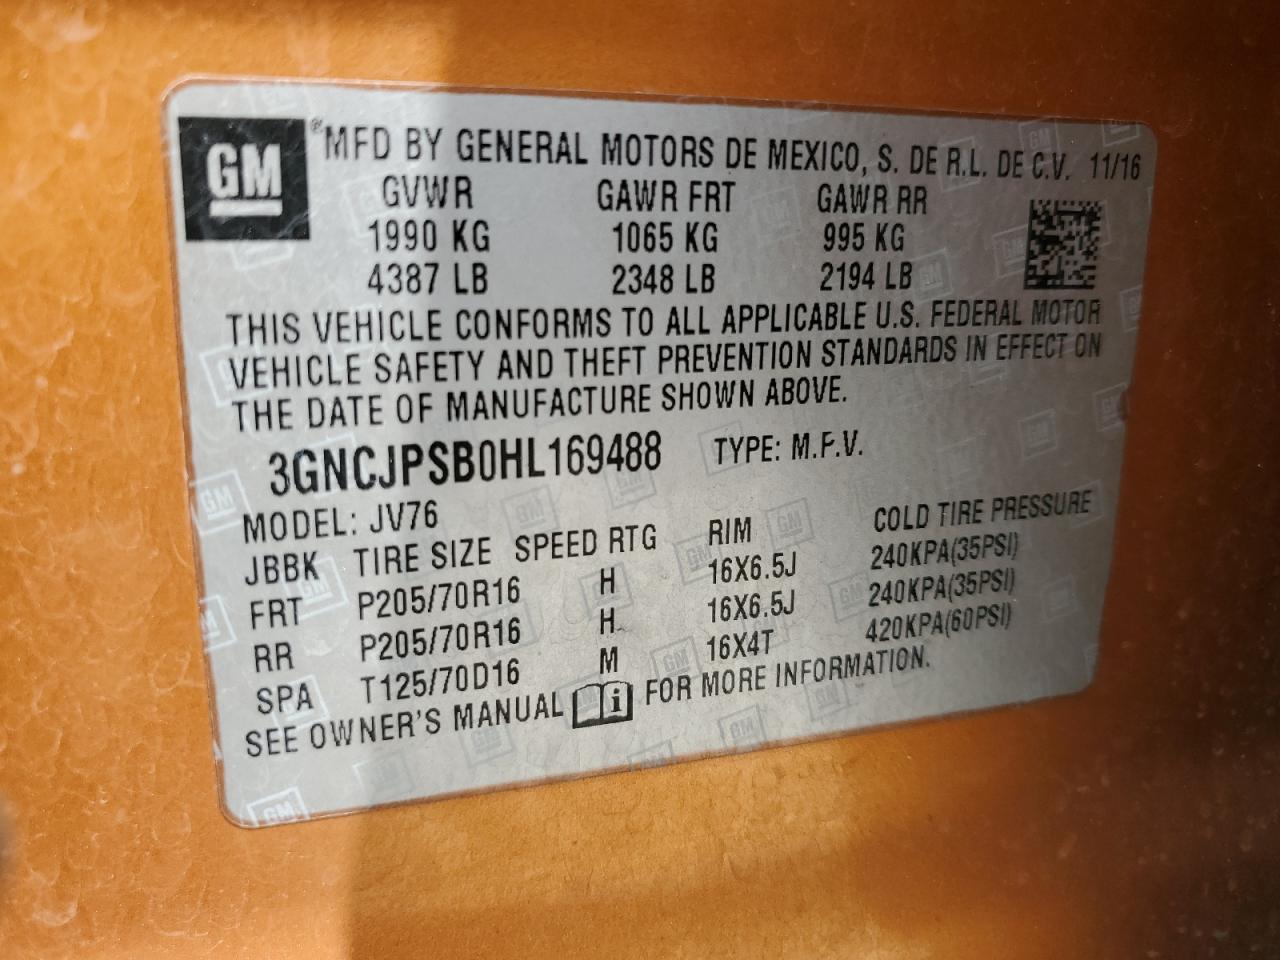 GM
®MFD BY GENERAL MOTORS DE MEXICO, S. DE R.L. DE C.V. 11/16
GVWR GAWR FRT GAWR RR
1990 KG 1065 KG 995 KG
4387 LB 2348 LB 2194 LB
THIS VEHICLE CONFORMS TO ALL APPLICABLE U.S. FEDERAL MOTOR
VEHICLE SAFETY AND THEFT PREVENTION STANDARDS IN EFFECT ON
THE DATE OF MANUFACTURE SHOWN ABOVE.
3GNCJPSB0HL169488 TYPE: M.P.V.
MODEL: JV76
JBBK TIRE SIZE SPEED RTG RIM COLD TIRE PRESSURE
FRT P205/70R16 H 16X6.5J 240KPA(35PSI)
RR P205/70R16 H 16X6.5J 240KPA(35PSI)
SPA T125/70D16 M 16X4T 420KPA(60PSI)
SEE OWNER'S MANUAL i FOR MORE INFORMATION.